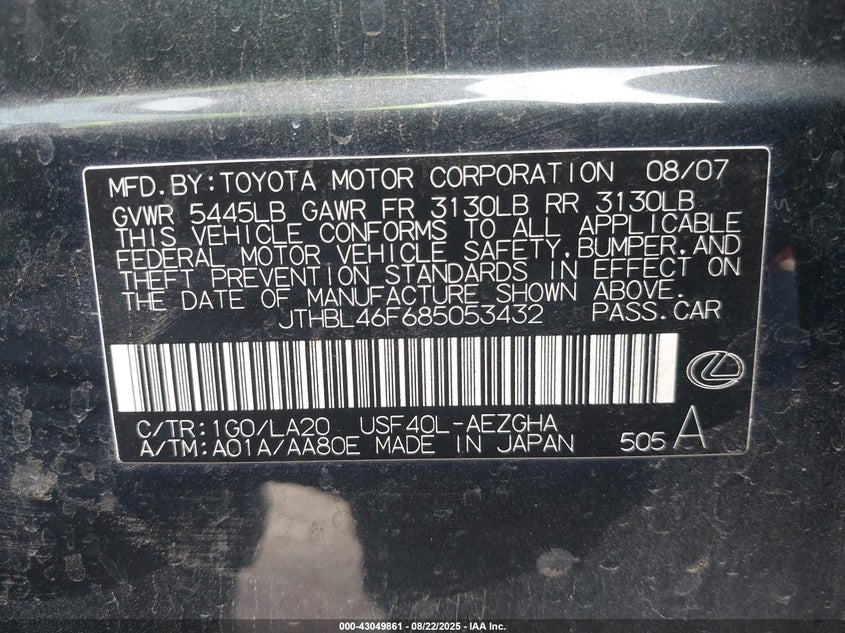 MFD.BY:TOYOTA MOTOR CORPORATION 08/07
GVWR 5445LB GAWR FR 3130LB RR 3130LB
THIS VEHICLE CONFORMS TO ALL APPLICABLE
FEDERAL MOTOR VEHICLE SAFETY,BUMPER,AND
THEFT PREVENTION STANDARDS IN EFFECT ON
THE DATE OF MANUFACTURE SHOWN ABOVE.
JTHBL46F685053432 PASS.CAR
C/TR:1G0/LA20 USF40L-AEZGHA
A/TM:A01A/AA80E MADE IN JAPAN 505 A
000-43049861 - 08/22/2025 - IAA Inc.